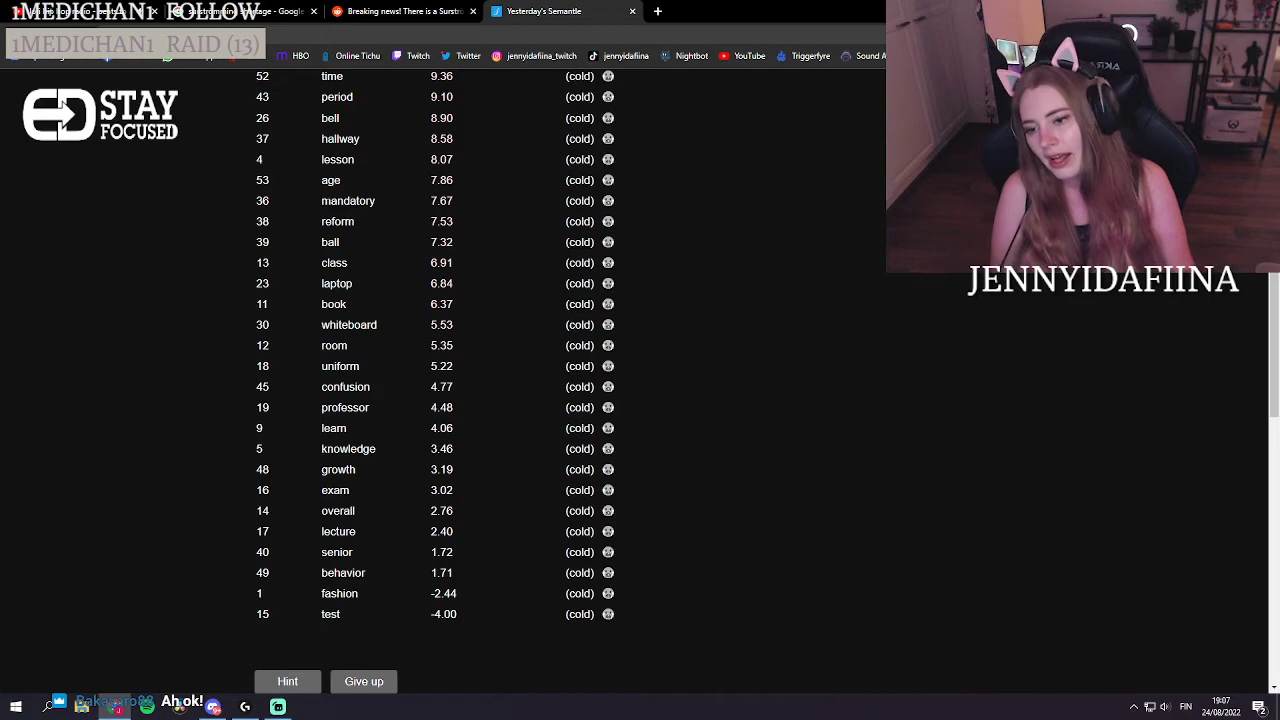 1MEDICHAN1 FOLLOW
1MEDICHAN1 RAID (13)
Breaking news! There is a Surstro
Yesterday's Semantle
HBO
Online Tichu
Twitch
Twitter
jennyidafiina_twitch
jennyidafiina
Nightbot
YouTube
Triggerfyre
Sound A
STAY
FOCUSED
AKRACING
52 time 9.36 (cold)
43 period 9.10 (cold)
26 bell 8.90 (cold)
37 hallway 8.58 (cold)
4 lesson 8.07 (cold)
53 age 7.86 (cold)
36 mandatory 7.67 (cold)
38 reform 7.53 (cold)
39 ball 7.32 (cold)
13 class 6.91 (cold)
23 laptop 6.84 (cold)
11 book 6.37 (cold)
30 whiteboard 5.53 (cold)
12 room 5.35 (cold)
18 uniform 5.22 (cold)
45 confusion 4.77 (cold)
19 professor 4.48 (cold)
9 learn 4.06 (cold)
5 knowledge 3.46 (cold)
48 growth 3.19 (cold)
16 exam 3.02 (cold)
14 overall 2.76 (cold)
17 lecture 2.40 (cold)
40 senior 1.72 (cold)
49 behavior 1.71 (cold)
1 fashion -2.44 (cold)
15 test -4.00 (cold)
JENNYIDAFIINA
Hint
Give up
Bakayaro88 Ah ok!
FIN
19:07
24/08/2022
2